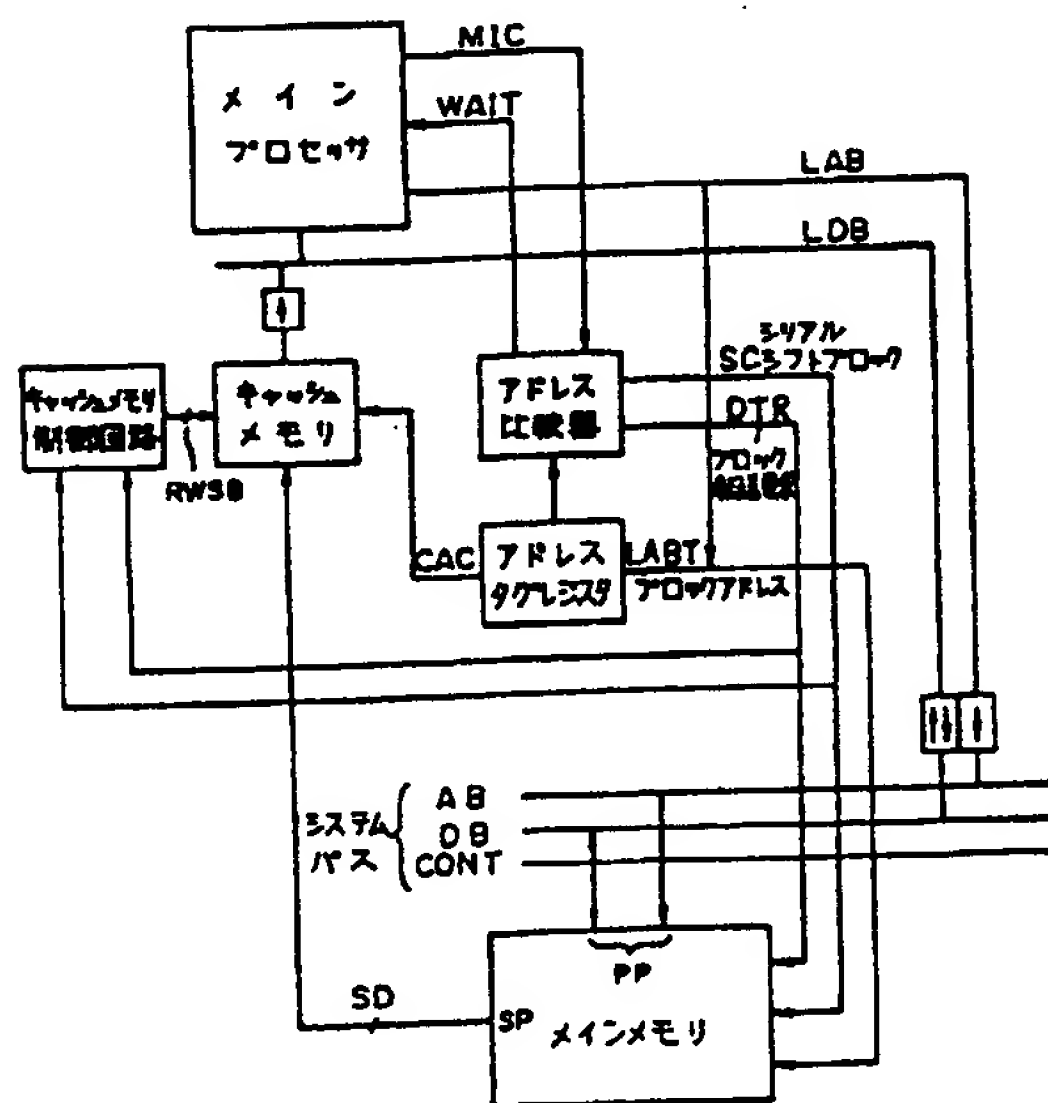 メイン
プロセッサ
MIC
WAIT
LAB
LDB
キャッシュメモリ
制御回路
RWSB
キャッシュ
メモリ
アドレス
比較器
シリアル
SCシフトブロック
DTR
ブロック
CAC
アドレス
タグレジスタ
LABT
ブロックアドレス
システム
バス
AB
DB
CONT
PP
SD
SP
メインメモリ